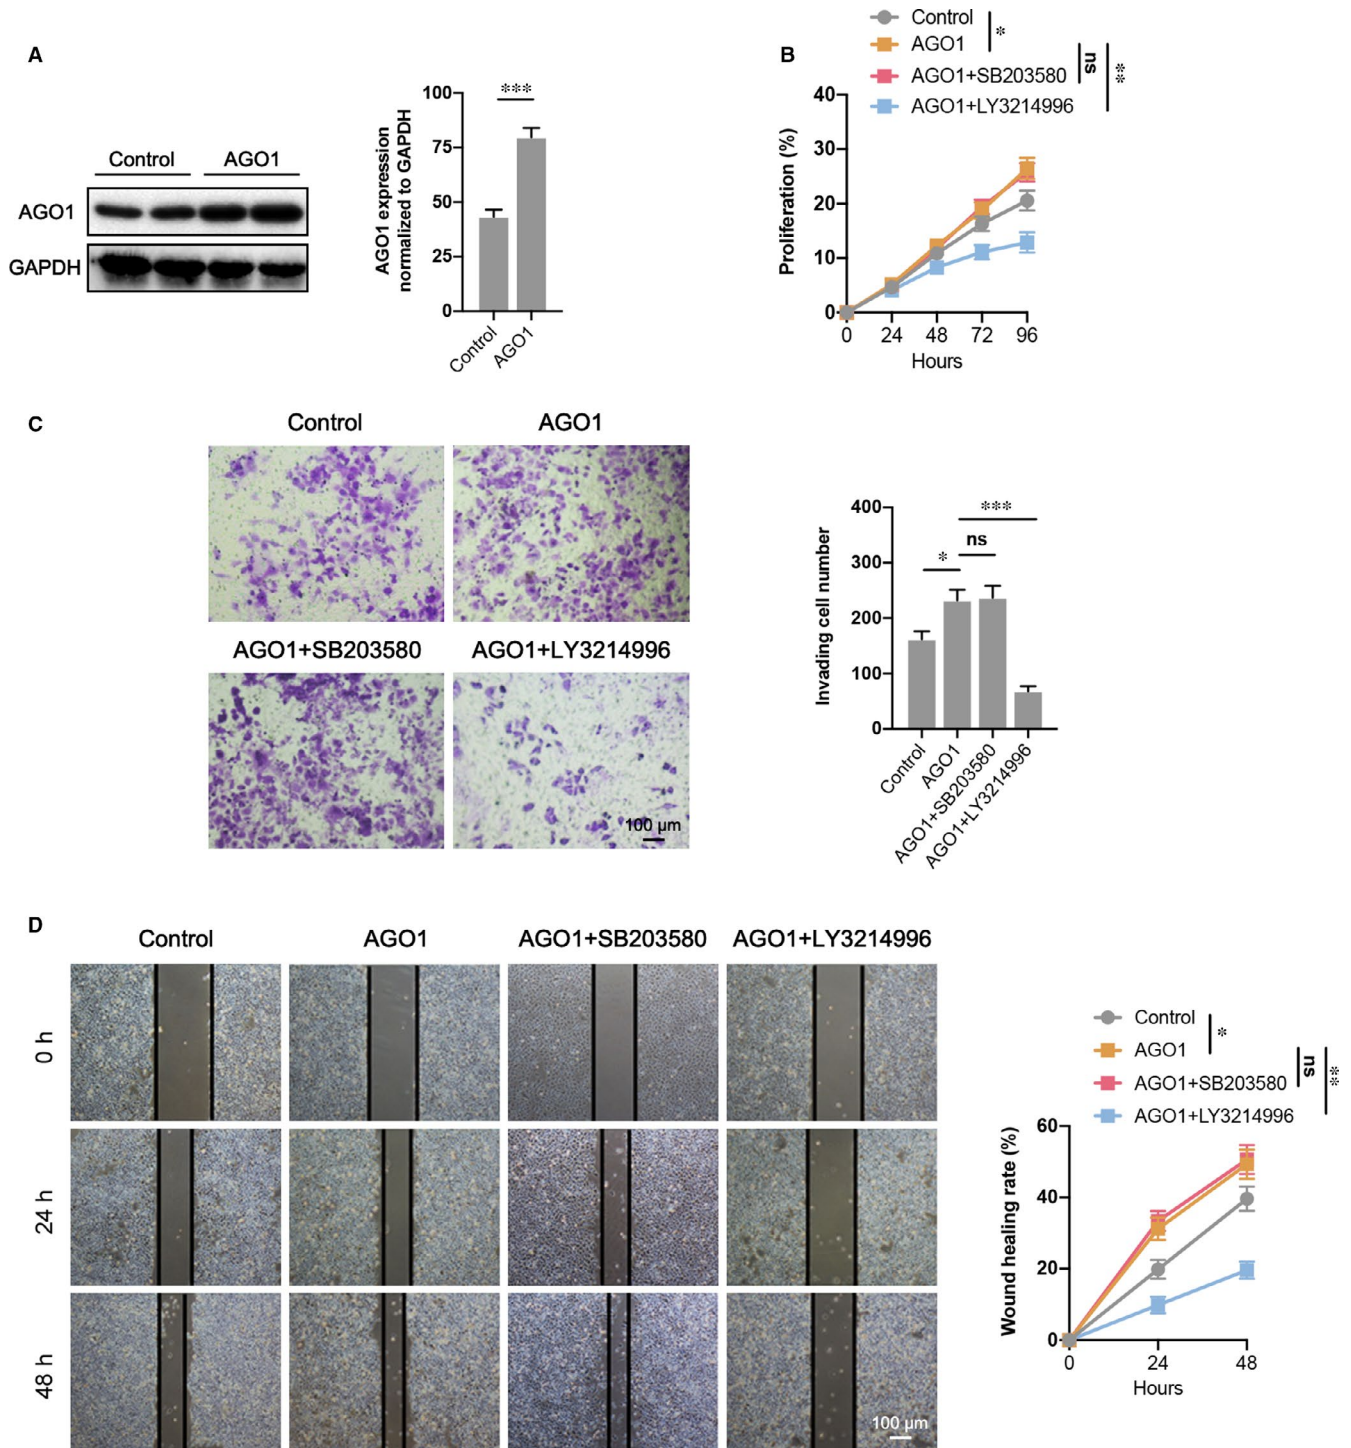 A
Control AGO1
AGO1
GAPDH
AGO1 expression
normalized to GAPDH
100
75
50
25
0
***
Control
AGO1
B
Control
AGO1
AGO1+SB203580
AGO1+LY3214996
*
ns
**
Proliferation (%)
40
30
20
10
0
0 24 48 72 96
Hours
C
Control AGO1
AGO1+SB203580 AGO1+LY3214996
100 µm
Invading cell number
400
300
200
100
0
*
ns
***
Control
AGO1
AGO1+SB203580
AGO1+LY3214996
D
Control AGO1 AGO1+SB203580 AGO1+LY3214996
0 h
24 h
48 h
100 µm
Control
AGO1
AGO1+SB203580
AGO1+LY3214996
*
ns
**
Wound healing rate (%)
60
40
20
0
0 24 48
Hours